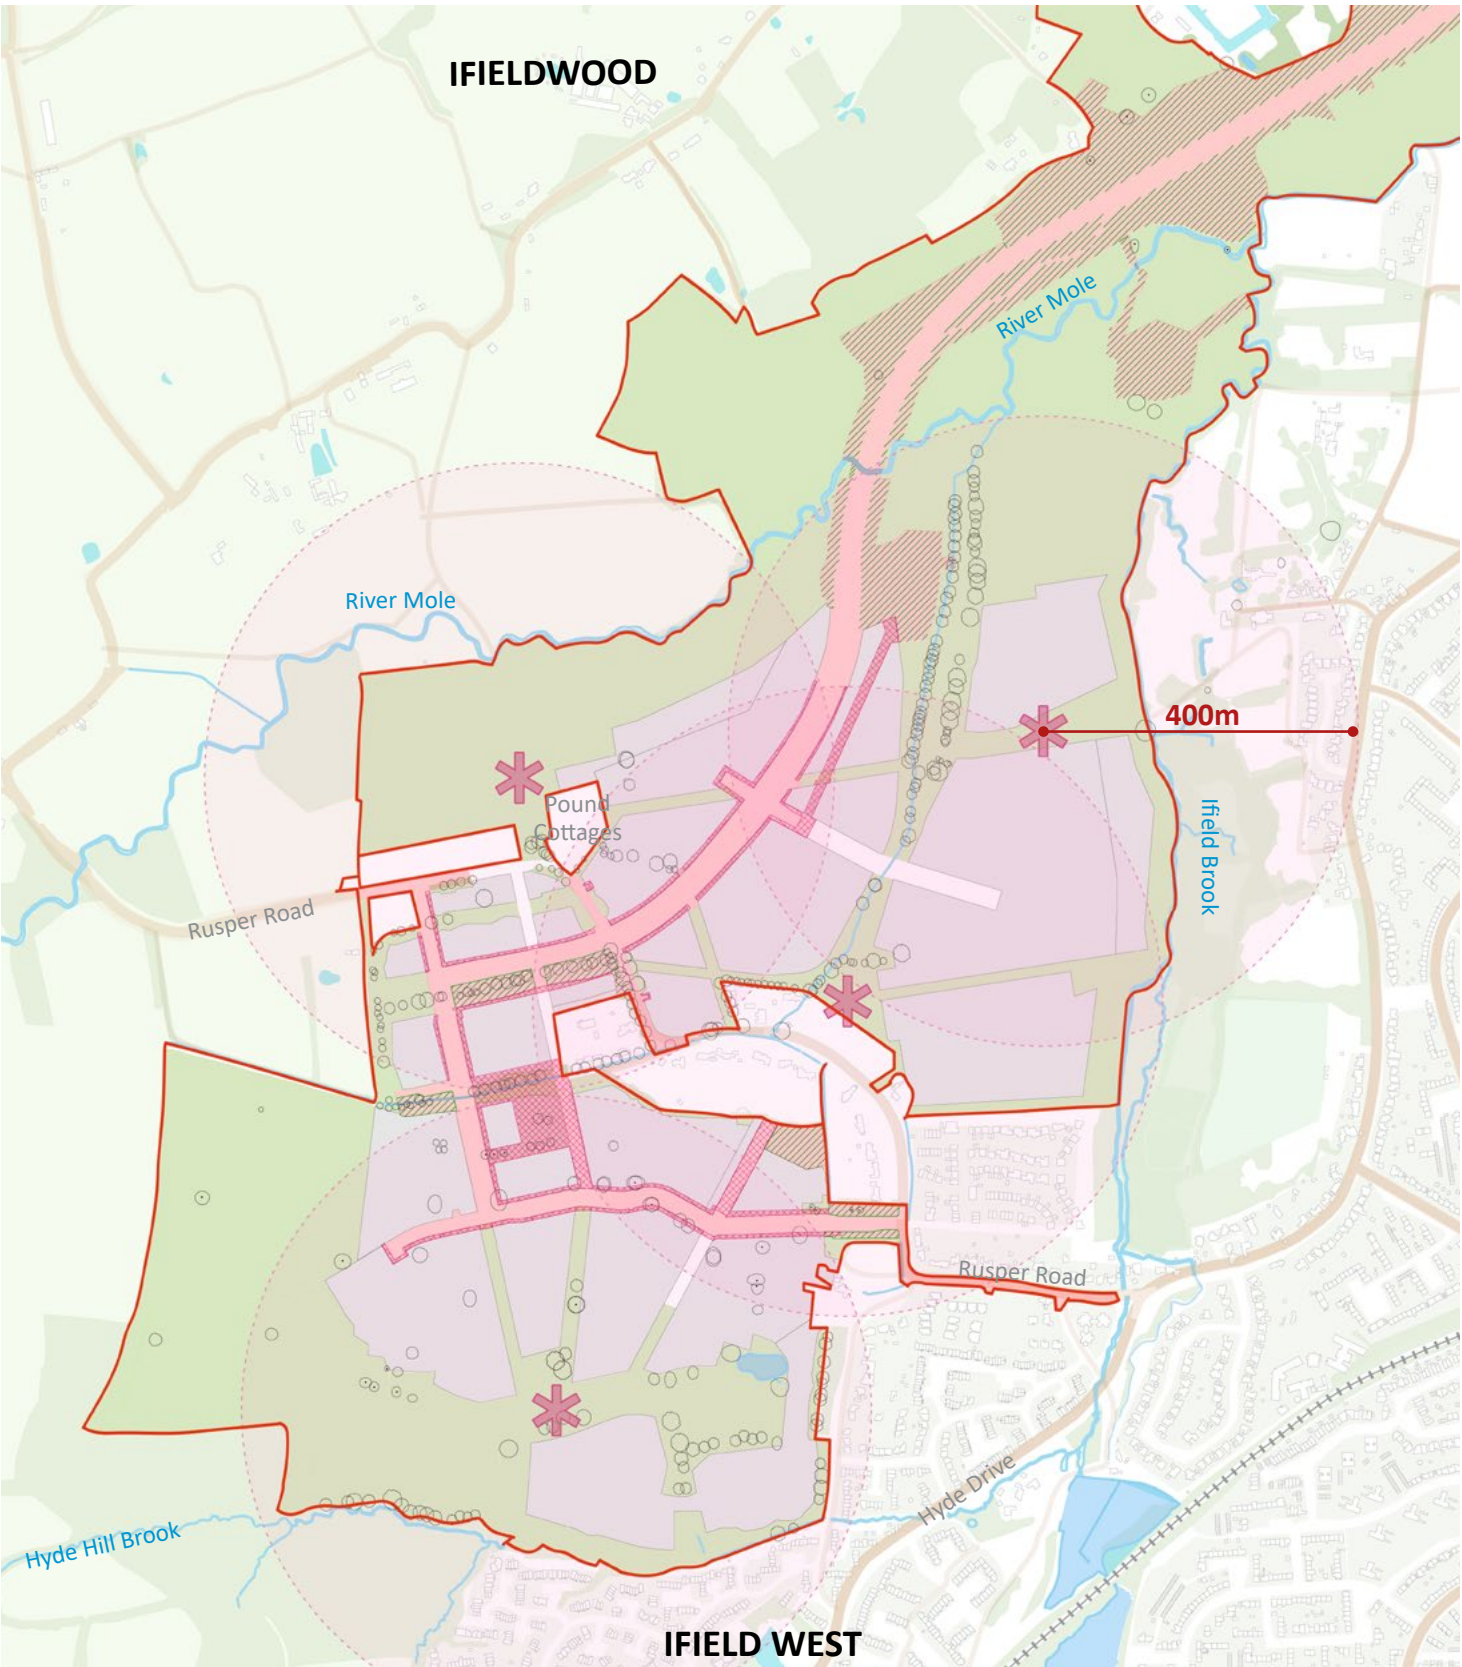 IFIELDWOOD
River Mole
River Mole
400m
Pound
Cottages
Ifield Brook
Rusper Road
Rusper Road
Hyde Drive
Hyde Hill Brook
IFIELD WEST